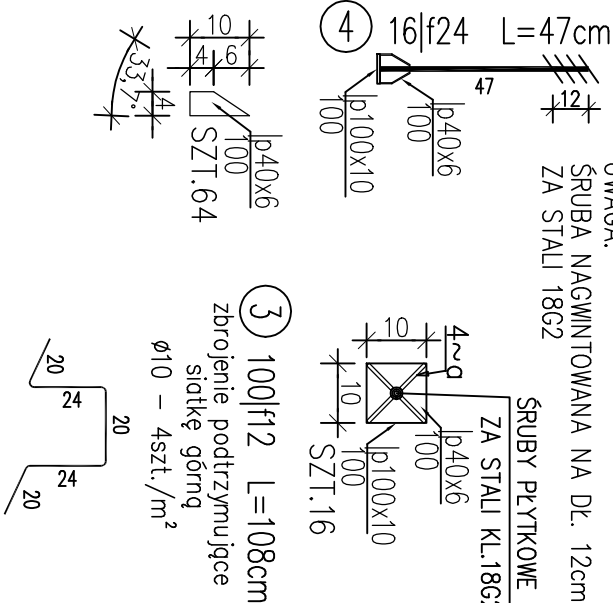 4
16|f24 L=47cm
47
12
|p40x6
100
|p100x10
100
10
4 6
33,7°
4
|p40x6
100
SZT.64
UWAGA:
ŚRUBA NAGWINTOWANA NA DŁ. 12cm
ZA STALI 18G2
ŚRUBY PŁYTKOWE
ZA STALI KL.18G2
4~a
10
10
|p40x6
100
|p100x10
100
SZT.16
3
100|f12 L=108cm
zbrojenie podtrzymujące
siatkę górną
ø10 - 4szt./m²
20
24
20
24
20